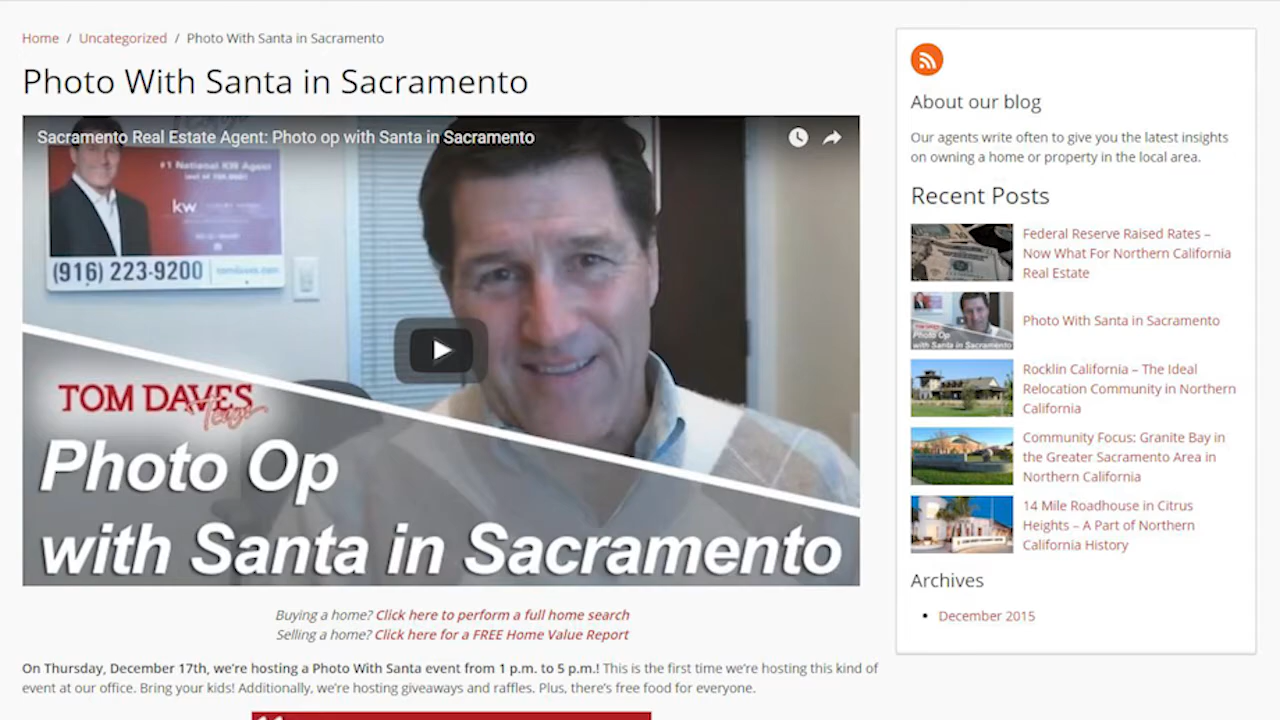 Home / Uncategorized / Photo With Santa in Sacramento
Photo With Santa in Sacramento
Sacramento Real Estate Agent: Photo op with Santa in Sacramento
#1 National KW Agent
kw
(916) 223-9200
tomdaves.com
TOM DAVES
Team
Photo Op
with Santa in Sacramento
Buying a home? Click here to perform a full home search
Selling a home? Click here for a FREE Home Value Report
On Thursday, December 17th, we're hosting a Photo With Santa event from 1 p.m. to 5 p.m.! This is the first time we're hosting this kind of
event at our office. Bring your kids! Additionally, we're hosting giveaways and raffles. Plus, there's free food for everyone.
About our blog
Our agents write often to give you the latest insights
on owning a home or property in the local area.
Recent Posts
Federal Reserve Raised Rates –
Now What For Northern California
Real Estate
Photo Op
with Santa in Sacramento
Photo With Santa in Sacramento
Rocklin California – The Ideal
Relocation Community in Northern
California
Community Focus: Granite Bay in
the Greater Sacramento Area in
Northern California
14 Mile Roadhouse in Citrus
Heights – A Part of Northern
California History
Archives
December 2015